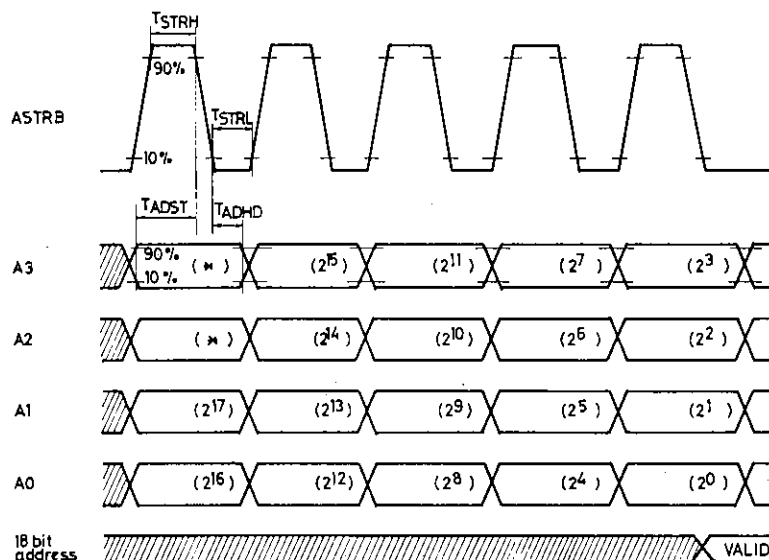 TSTRH
90%
ASTRB
TSTRL
10%
TADST
TADHD
A3
90%
10%
(*) (2^15) (2^11) (2^7) (2^3)
A2 (*) (2^14) (2^10) (2^6) (2^2)
A1 (2^17) (2^13) (2^9) (2^5) (2^1)
A0 (2^16) (2^12) (2^8) (2^4) (2^0)
18 bit
address
VALID